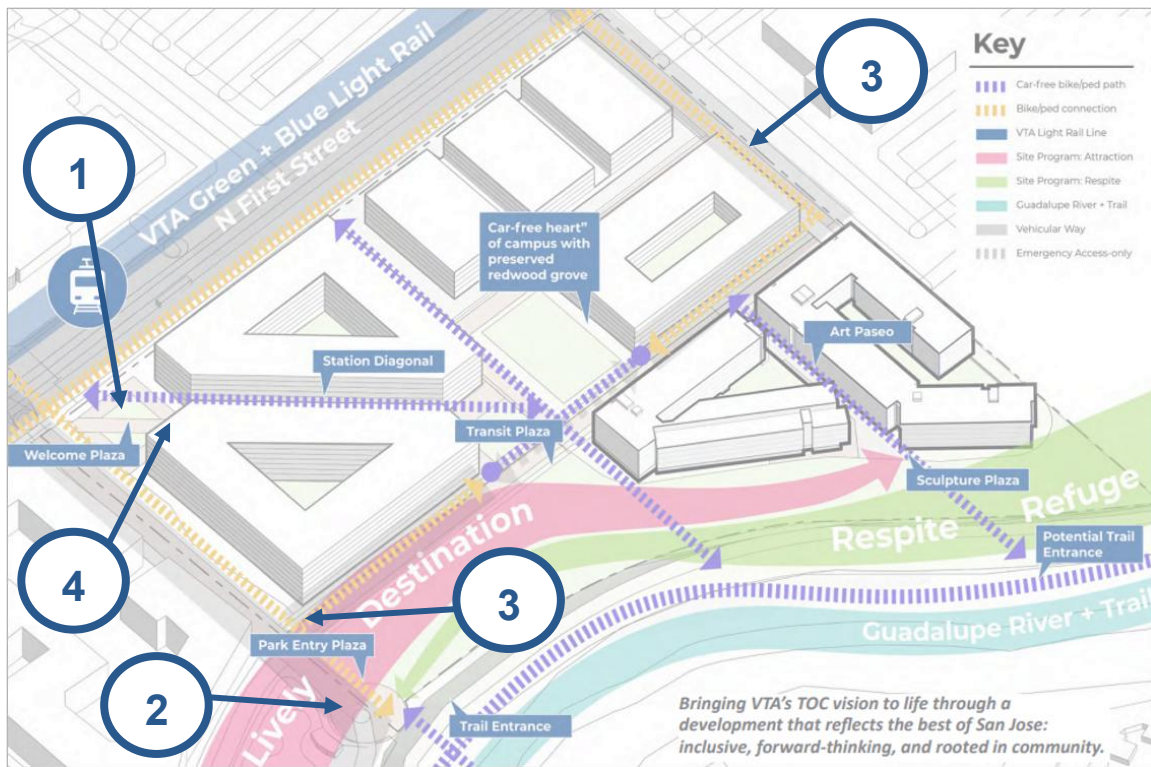 VTA Green + Blue Light Rail
N First Street
3
1
Key
Car-free bike/ped path
Bike/ped connection
VTA Light Rail Line
Site Program: Attraction
Site Program: Respite
Guadalupe River + Trail
Vehicular Way
Emergency Access-only
Car-free heart"
of campus with
preserved
redwood grove
Art Paseo
Station Diagonal
Transit Plaza
Welcome Plaza
Sculpture Plaza
Lively
Destination
Respite
Refuge
Potential Trail
Entrance
4
3
Guadalupe River + Trail
Park Entry Plaza
2
Trail Entrance
Bringing VTA's TOC vision to life through a
development that reflects the best of San Jose:
inclusive, forward-thinking, and rooted in community.